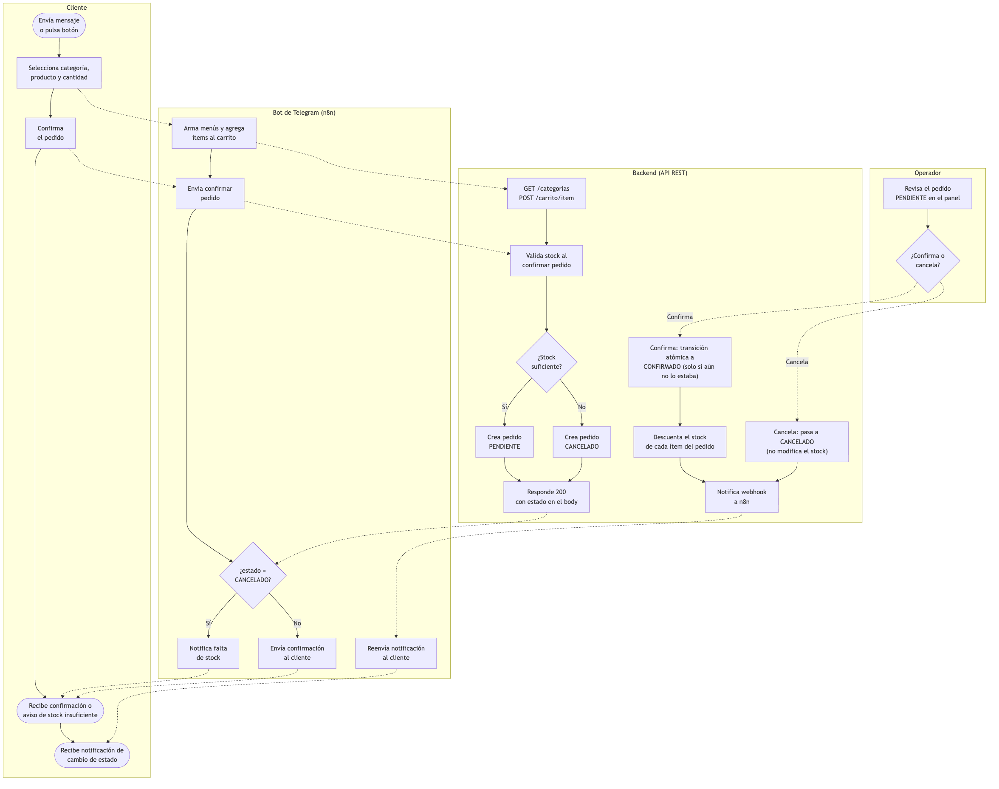 Cliente
Envía mensaje
o pulsa botón
Selecciona categoría,
producto y cantidad
Confirma
el pedido
Recibe confirmación o
aviso de stock insuficiente
Recibe notificación de
cambio de estado
Bot de Telegram (n8n)
Arma menús y agrega
ítems al carrito
Envía confirmar
pedido
¿estado =
CANCELADO?
Sí
No
Notifica falta
de stock
Envía confirmación
al cliente
Reenvía notificación
al cliente
Backend (API REST)
GET /categorias
POST /carrito/item
Valida stock al
confirmar pedido
¿Stock
suficiente?
Sí
No
Crea pedido
PENDIENTE
Crea pedido
CANCELADO
Responde 200
con estado en el body
Confirma
Confirma: transición
atómica a
CONFIRMADO (solo si aún
no lo estaba)
Descuenta el stock
de cada ítem del pedido
Cancela
Cancela: pasa a
CANCELADO
(no modifica el stock)
Notifica webhook
a n8n
Operador
Revisa el pedido
PENDIENTE en el panel
¿Confirma o
cancela?